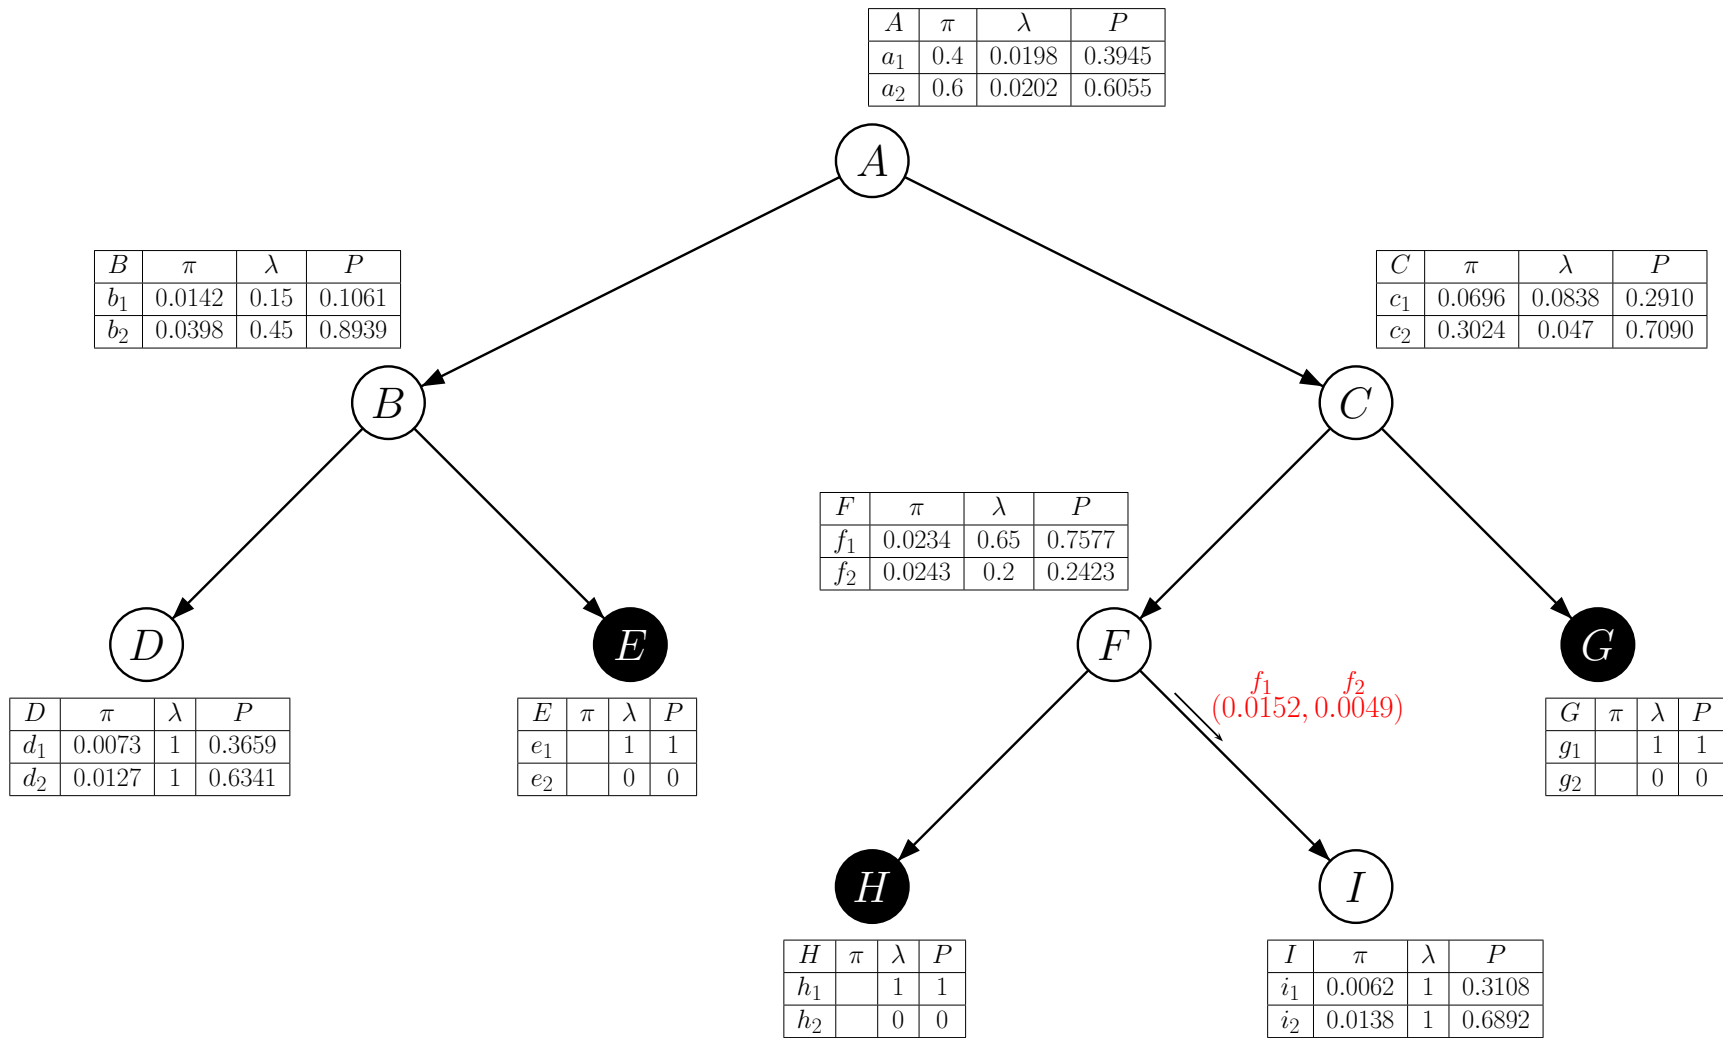 A π λ P
a₁ 0.4 0.0198 0.3945
a₂ 0.6 0.0202 0.6055
A
B π λ P
b₁ 0.0142 0.15 0.1061
b₂ 0.0398 0.45 0.8939
C π λ P
c₁ 0.0696 0.0838 0.2910
c₂ 0.3024 0.047 0.7090
B
C
F π λ P
f₁ 0.0234 0.65 0.7577
f₂ 0.0243 0.2 0.2423
D
E
F
G
f₁ f₂
(0.0152, 0.0049)
D π λ P
d₁ 0.0073 1 0.3659
d₂ 0.0127 1 0.6341
E π λ P
e₁ 1 1
e₂ 0 0
G π λ P
g₁ 1 1
g₂ 0 0
H
I
H π λ P
h₁ 1 1
h₂ 0 0
I π λ P
i₁ 0.0062 1 0.3108
i₂ 0.0138 1 0.6892